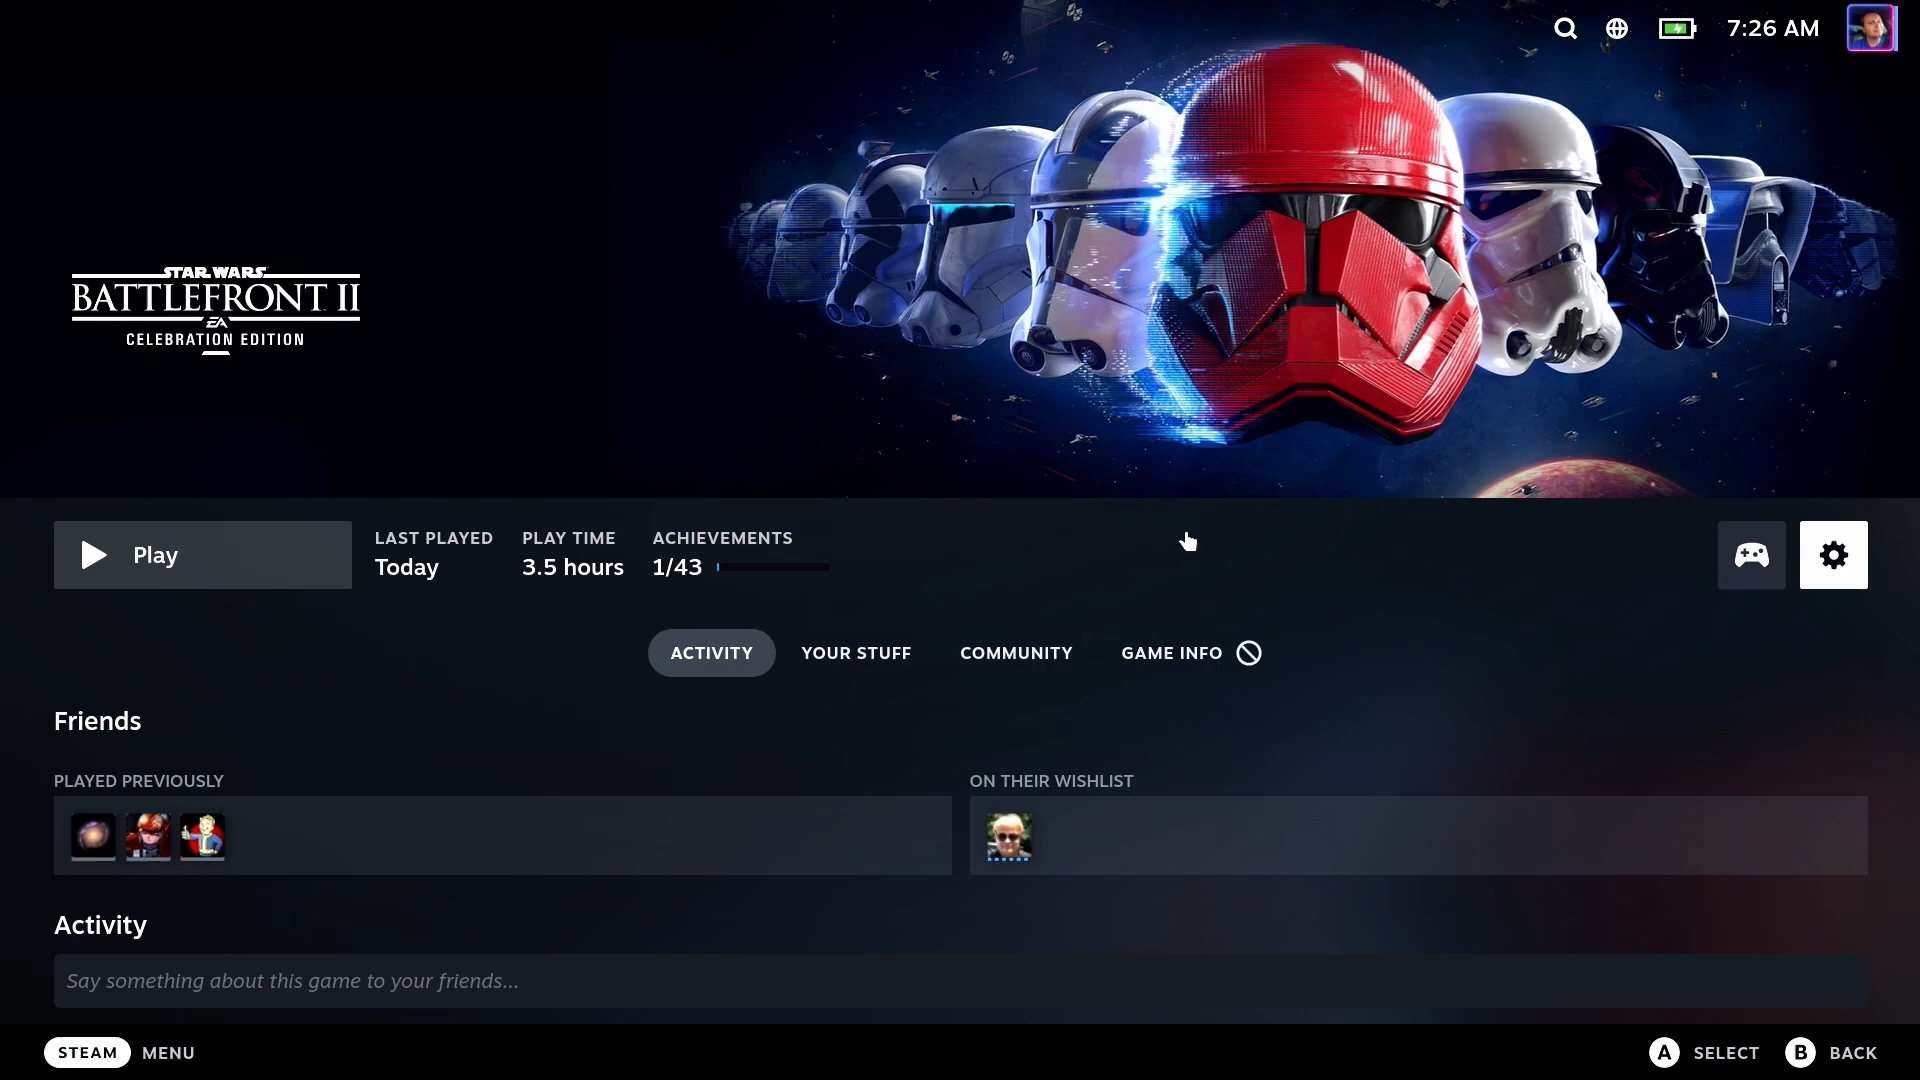 7:26 AM
STAR WARS
BATTLEFRONT II
EA
CELEBRATION EDITION
Play
LAST PLAYED
Today
PLAY TIME
3.5 hours
ACHIEVEMENTS
1/43
ACTIVITY
YOUR STUFF
COMMUNITY
GAME INFO
Friends
PLAYED PREVIOUSLY
ON THEIR WISHLIST
Activity
Say something about this game to your friends...
STEAM MENU
A SELECT B BACK